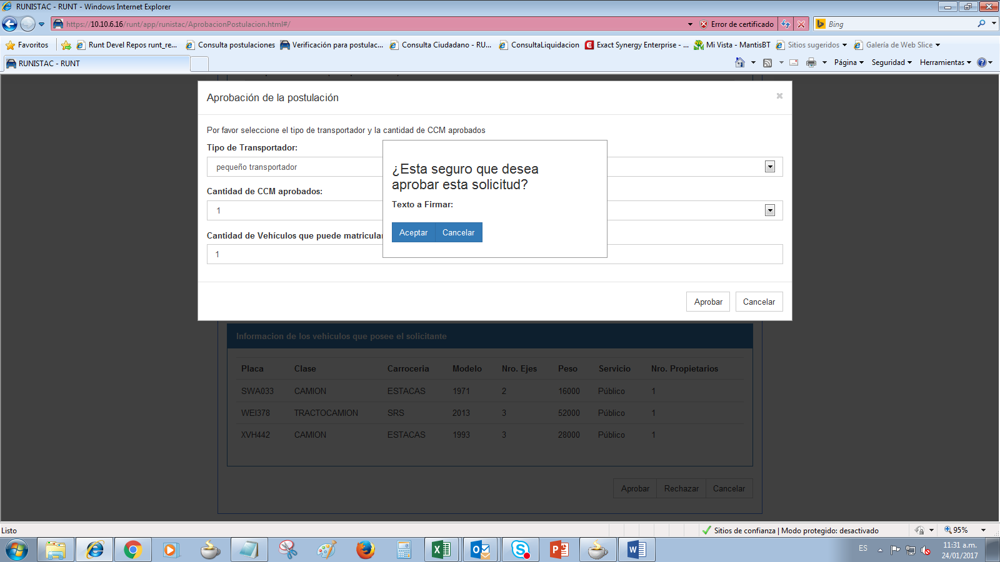 RUNISTAC - RUNT - Windows Internet Explorer
https://10.10.6.16/runt/app/runistac/AprobacionPostulacion.html#/
Error de certificado
Bing
Favoritos
Runt Devel Repos runt_re...
Consulta postulaciones
Verificación para postulac...
Consulta Ciudadano - RU...
ConsultaLiquidacion
Exact Synergy Enterprise - ...
Mi Vista - MantisBT
Sitios sugeridos
Galería de Web Slice
RUNISTAC - RUNT
Página
Seguridad
Herramientas
Aprobación de la postulación
Por favor seleccione el tipo de transportador y la cantidad de CCM aprobados
Tipo de Transportador:
pequeño transportador
Cantidad de CCM aprobados:
1
Cantidad de Vehículos que puede matricular
1
¿Esta seguro que desea
aprobar esta solicitud?
Texto a Firmar:
Aceptar Cancelar
Aprobar Cancelar
Informacion de los vehiculos que posee el solicitante
Placa Clase Carroceria Modelo Nro. Ejes Peso Servicio Nro. Propietarios
SWA033 CAMION ESTACAS 1971 2 16000 Público 1
WEI378 TRACTOCAMION SRS 2013 3 52000 Público 1
XVH442 CAMION ESTACAS 1993 3 28000 Público 1
Aprobar Rechazar Cancelar
Listo
Sitios de confianza | Modo protegido: desactivado
95%
ES
11:31 a.m.
24/01/2017